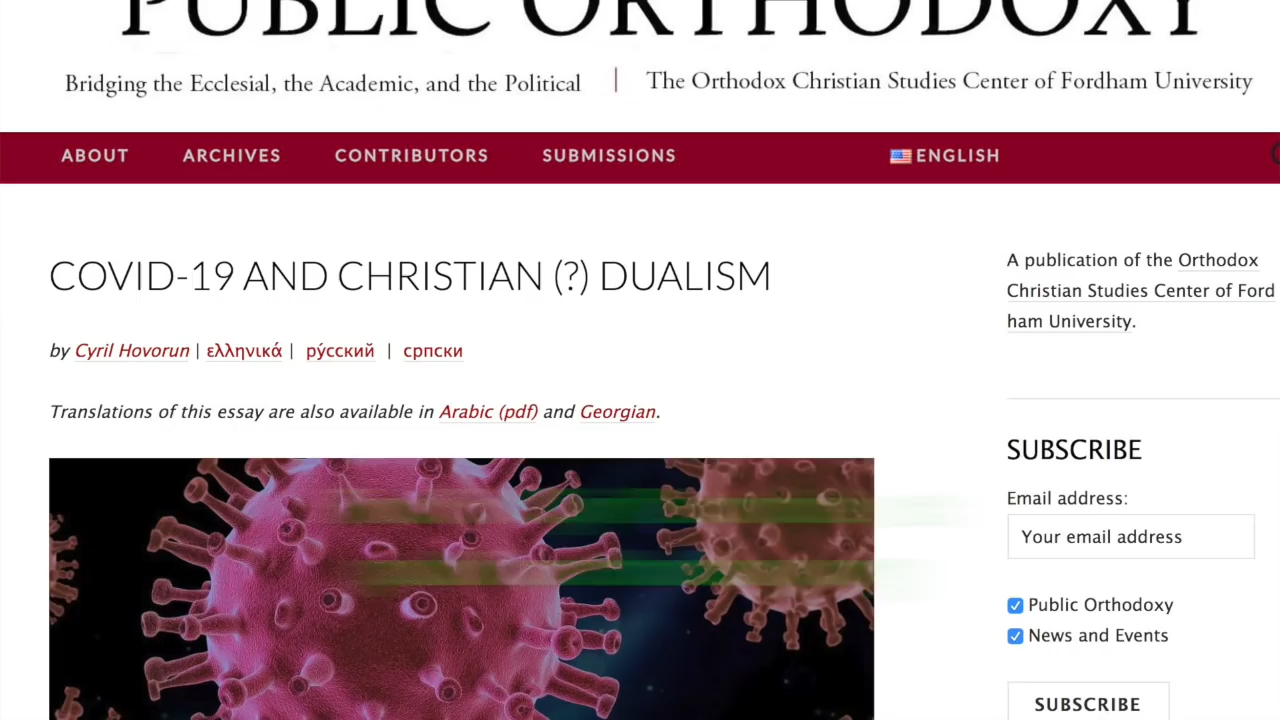 PUBLIC ORTHODOXY
Bridging the Ecclesial, the Academic, and the Political | The Orthodox Christian Studies Center of Fordham University
ABOUT ARCHIVES CONTRIBUTORS SUBMISSIONS ENGLISH
COVID-19 AND CHRISTIAN (?) DUALISM
by Cyril Hovorun | ελληνικά | ру́сский | српски
Translations of this essay are also available in Arabic (pdf) and Georgian.
A publication of the Orthodox
Christian Studies Center of Ford
ham University.
SUBSCRIBE
Email address:
Your email address
Public Orthodoxy
News and Events
SUBSCRIBE